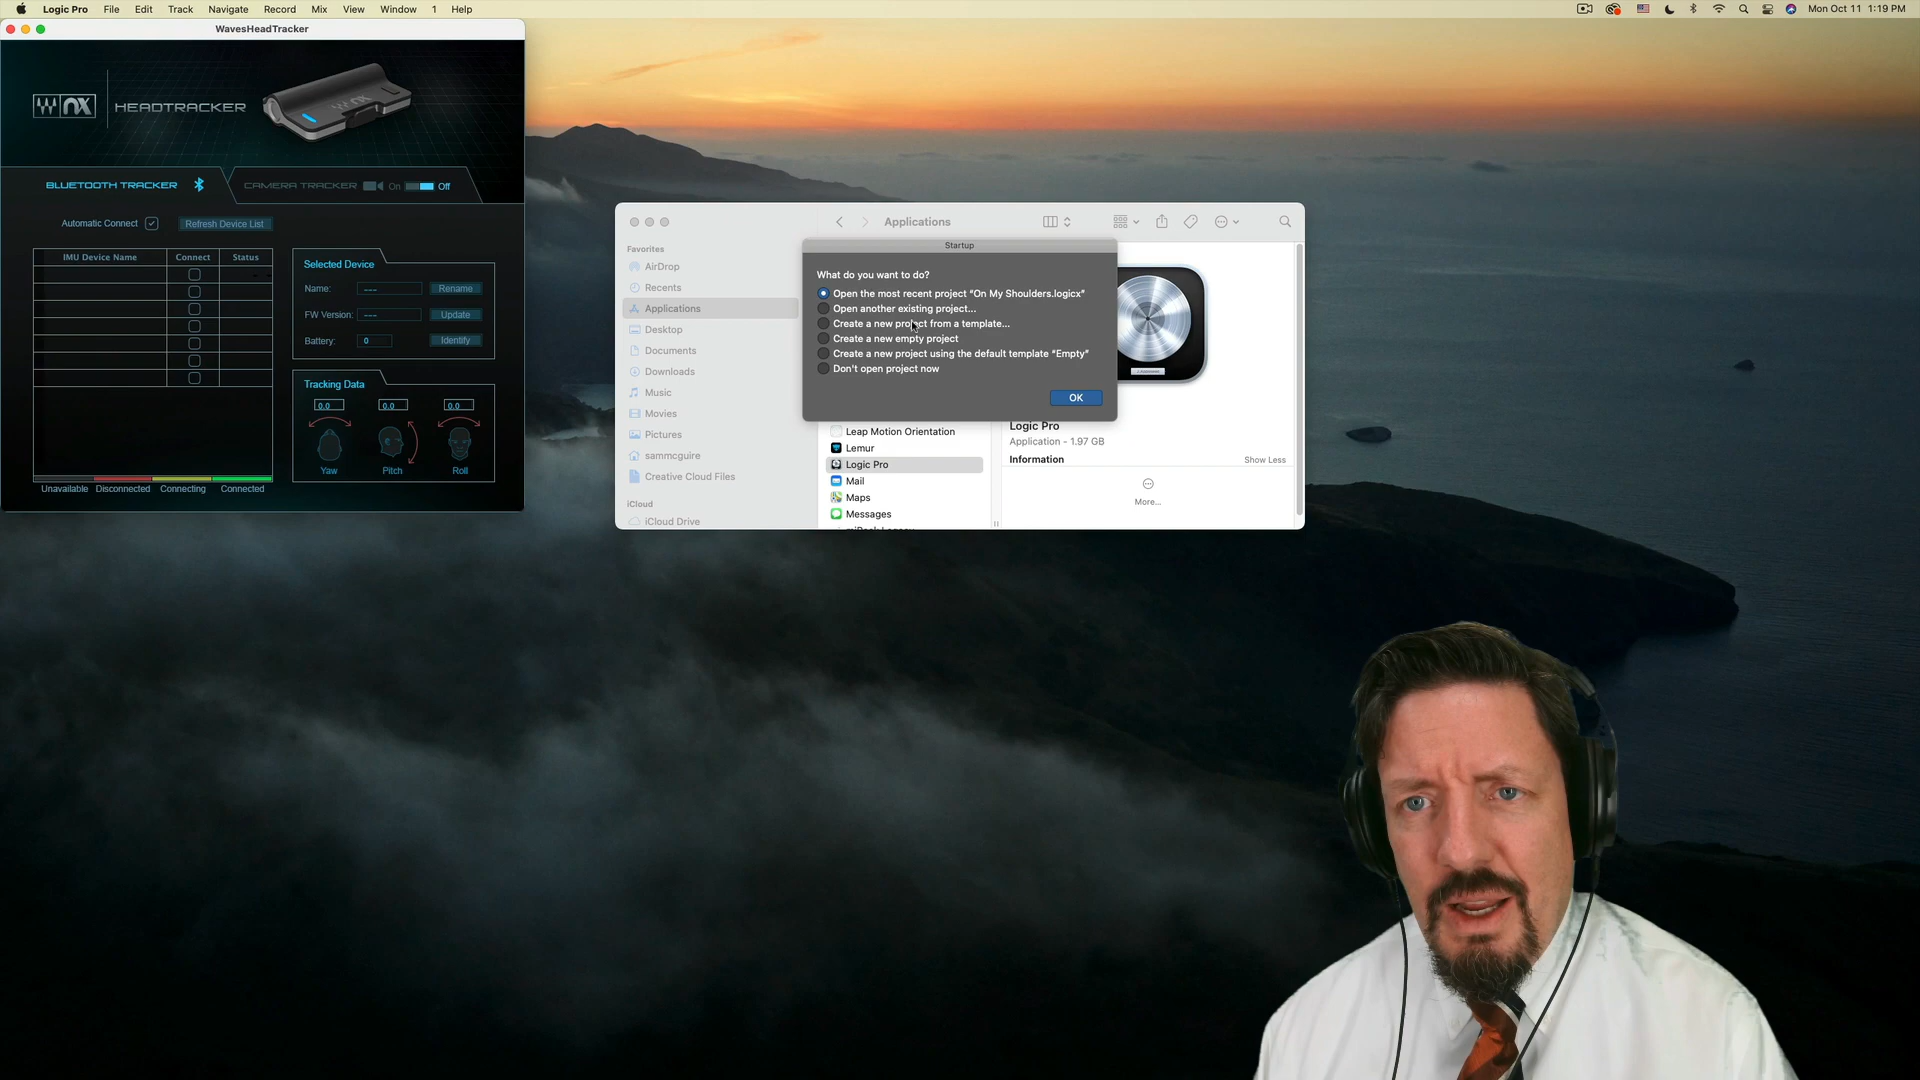 Logic Pro File Edit Track Navigate Record Mix View Window 1 Help
Mon Oct 11 1:19 PM
WavesHeadTracker
NX HEADTRACKER
BLUETOOTH TRACKER
CAMERA TRACKER On Off
Automatic Connect
Refresh Device List
IMU Device Name Connect Status
Selected Device
Name: --- Rename
FW Version: --- Update
Battery: 0 Identify
Tracking Data
0.0 0.0 0.0
Yaw Pitch Roll
Unavailable Disconnected Connecting Connected
Applications
Favorites
AirDrop
Recents
Applications
Desktop
Documents
Downloads
Music
Movies
Pictures
sammcguire
Creative Cloud Files
iCloud
iCloud Drive
Startup
What do you want to do?
Open the most recent project “On My Shoulders.logicx”
Open another existing project...
Create a new project from a template...
Create a new empty project
Create a new project using the default template “Empty”
Don't open project now
OK
Leap Motion Orientation
Lemur
Logic Pro
Mail
Maps
Messages
Logic Pro
Application - 1.97 GB
Information Show Less
More...